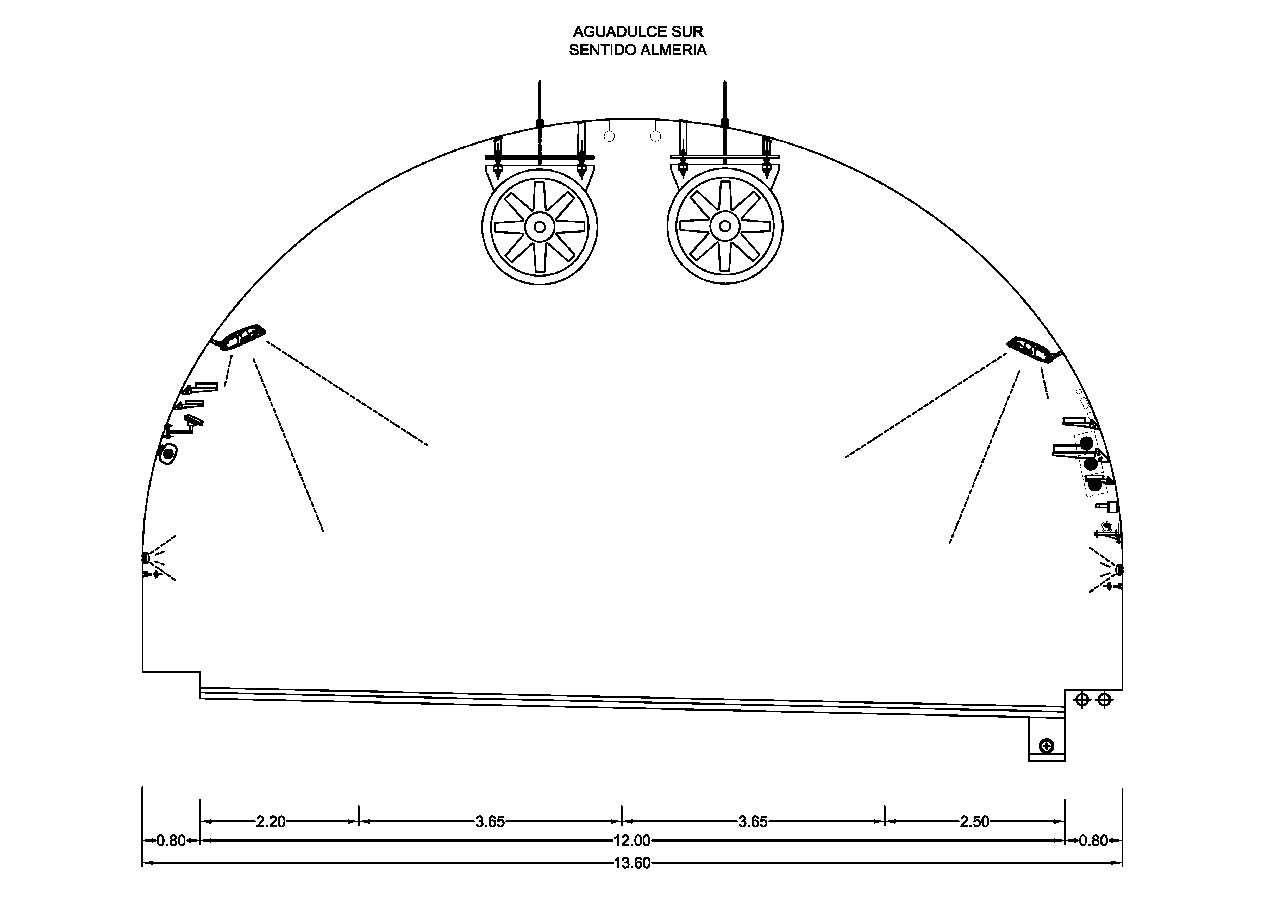 AGUADULCE SUR
SENTIDO ALMERIA
2.20 3.65 3.65 2.50
0.80 12.00 0.80
13.60